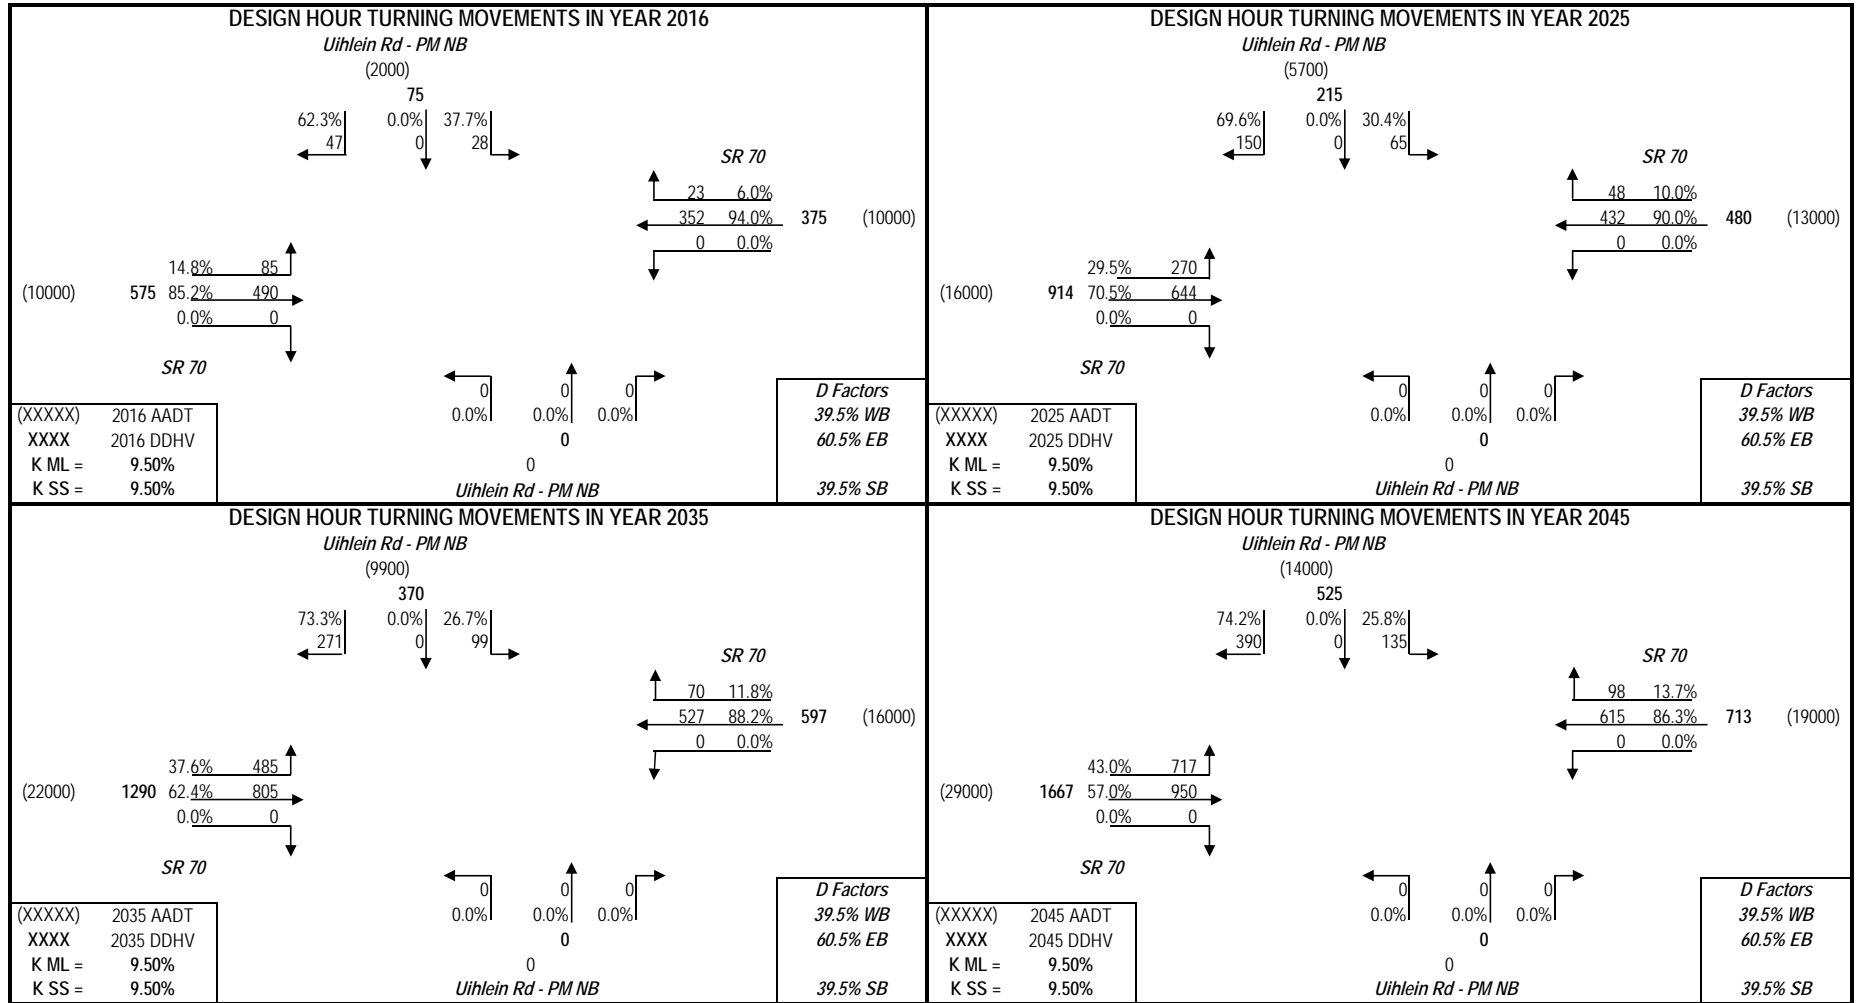 DESIGN HOUR TURNING MOVEMENTS IN YEAR 2016
Uihlein Rd - PM NB
(2000)
75
62.3% 0.0% 37.7%
47 0 28
SR 70
23 6.0%
352 94.0% 375 (10000)
0 0.0%
14.8% 85
(10000) 575 85.2% 490
0.0% 0
SR 70
0 0 0
0.0% 0.0% 0.0%
0
0
Uihlein Rd - PM NB
(XXXXX) 2016 AADT
XXXX 2016 DDHV
K ML = 9.50%
K SS = 9.50%
D Factors
39.5% WB
60.5% EB
39.5% SB
DESIGN HOUR TURNING MOVEMENTS IN YEAR 2025
Uihlein Rd - PM NB
(5700)
215
69.6% 0.0% 30.4%
150 0 65
SR 70
48 10.0%
432 90.0% 480 (13000)
0 0.0%
29.5% 270
(16000) 914 70.5% 644
0.0% 0
SR 70
0 0 0
0.0% 0.0% 0.0%
0
0
Uihlein Rd - PM NB
(XXXXX) 2025 AADT
XXXX 2025 DDHV
K ML = 9.50%
K SS = 9.50%
D Factors
39.5% WB
60.5% EB
39.5% SB
DESIGN HOUR TURNING MOVEMENTS IN YEAR 2035
Uihlein Rd - PM NB
(9900)
370
73.3% 0.0% 26.7%
271 0 99
SR 70
70 11.8%
527 88.2% 597 (16000)
0 0.0%
37.6% 485
(22000) 1290 62.4% 805
0.0% 0
SR 70
0 0 0
0.0% 0.0% 0.0%
0
0
Uihlein Rd - PM NB
(XXXXX) 2035 AADT
XXXX 2035 DDHV
K ML = 9.50%
K SS = 9.50%
D Factors
39.5% WB
60.5% EB
39.5% SB
DESIGN HOUR TURNING MOVEMENTS IN YEAR 2045
Uihlein Rd - PM NB
(14000)
525
74.2% 0.0% 25.8%
390 0 135
SR 70
98 13.7%
615 86.3% 713 (19000)
0 0.0%
43.0% 717
(29000) 1667 57.0% 950
0.0% 0
SR 70
0 0 0
0.0% 0.0% 0.0%
0
0
Uihlein Rd - PM NB
(XXXXX) 2045 AADT
XXXX 2045 DDHV
K ML = 9.50%
K SS = 9.50%
D Factors
39.5% WB
60.5% EB
39.5% SB